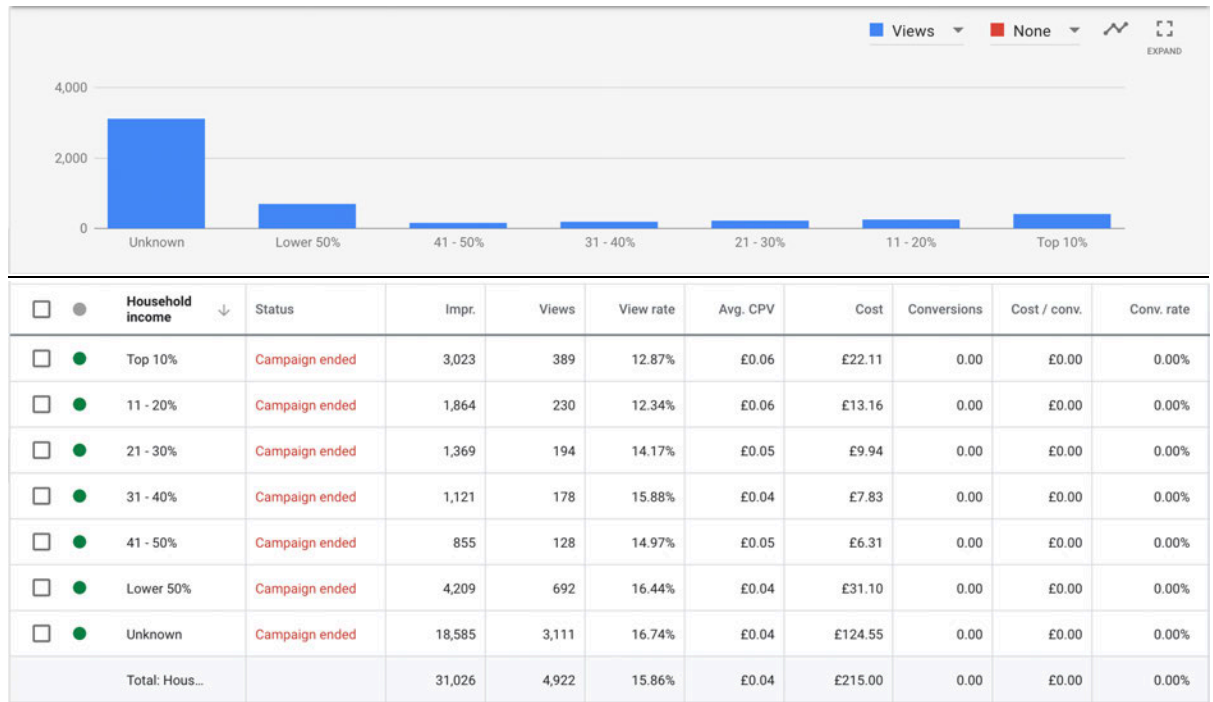 Views None
EXPAND
4,000
2,000
0
Unknown Lower 50% 41 - 50% 31 - 40% 21 - 30% 11 - 20% Top 10%
Household income Status Impr. Views View rate Avg. CPV Cost Conversions Cost / conv. Conv. rate
Top 10% Campaign ended 3,023 389 12.87% £0.06 £22.11 0.00 £0.00 0.00%
11 - 20% Campaign ended 1,864 230 12.34% £0.06 £13.16 0.00 £0.00 0.00%
21 - 30% Campaign ended 1,369 194 14.17% £0.05 £9.94 0.00 £0.00 0.00%
31 - 40% Campaign ended 1,121 178 15.88% £0.04 £7.83 0.00 £0.00 0.00%
41 - 50% Campaign ended 855 128 14.97% £0.05 £6.31 0.00 £0.00 0.00%
Lower 50% Campaign ended 4,209 692 16.44% £0.04 £31.10 0.00 £0.00 0.00%
Unknown Campaign ended 18,585 3,111 16.74% £0.04 £124.55 0.00 £0.00 0.00%
Total: Hous... 31,026 4,922 15.86% £0.04 £215.00 0.00 £0.00 0.00%